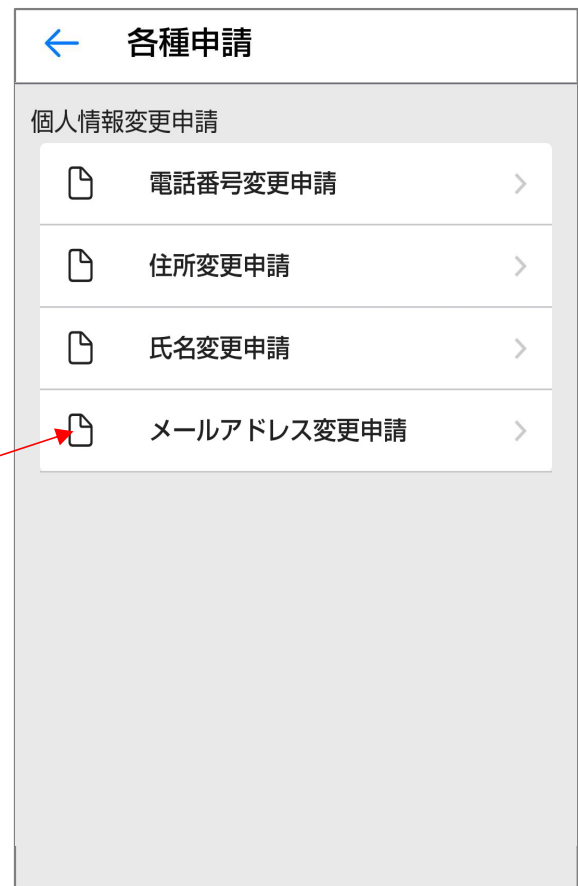 各種申請
個人情報変更申請
電話番号変更申請
住所変更申請
氏名変更申請
メールアドレス変更申請